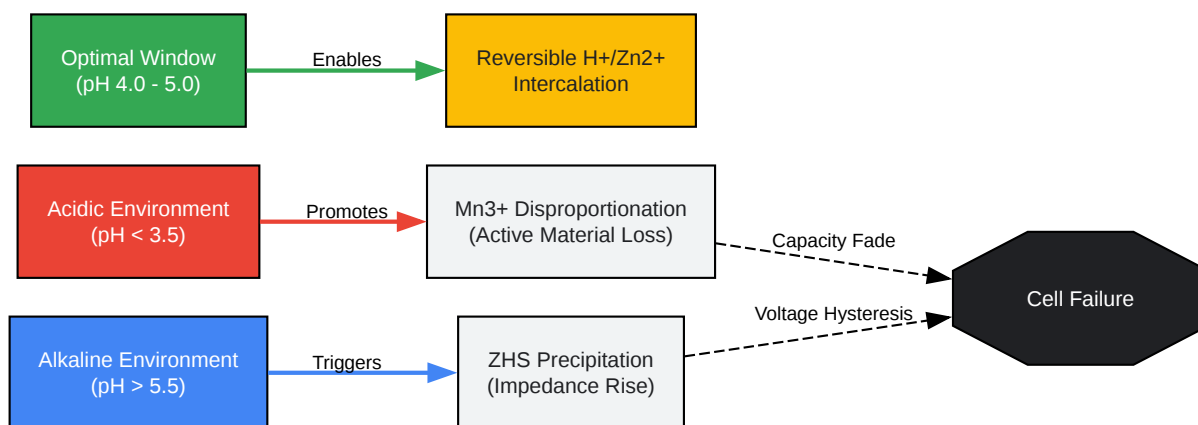 Optimal Window
(pH 4.0 - 5.0)
Enables
Reversible H+/Zn2+
Intercalation
Acidic Environment
(pH < 3.5)
Promotes
Mn3+ Disproportionation
(Active Material Loss)
Capacity Fade
Alkaline Environment
(pH > 5.5)
Triggers
ZHS Precipitation
(Impedance Rise)
Voltage Hysteresis
Cell Failure